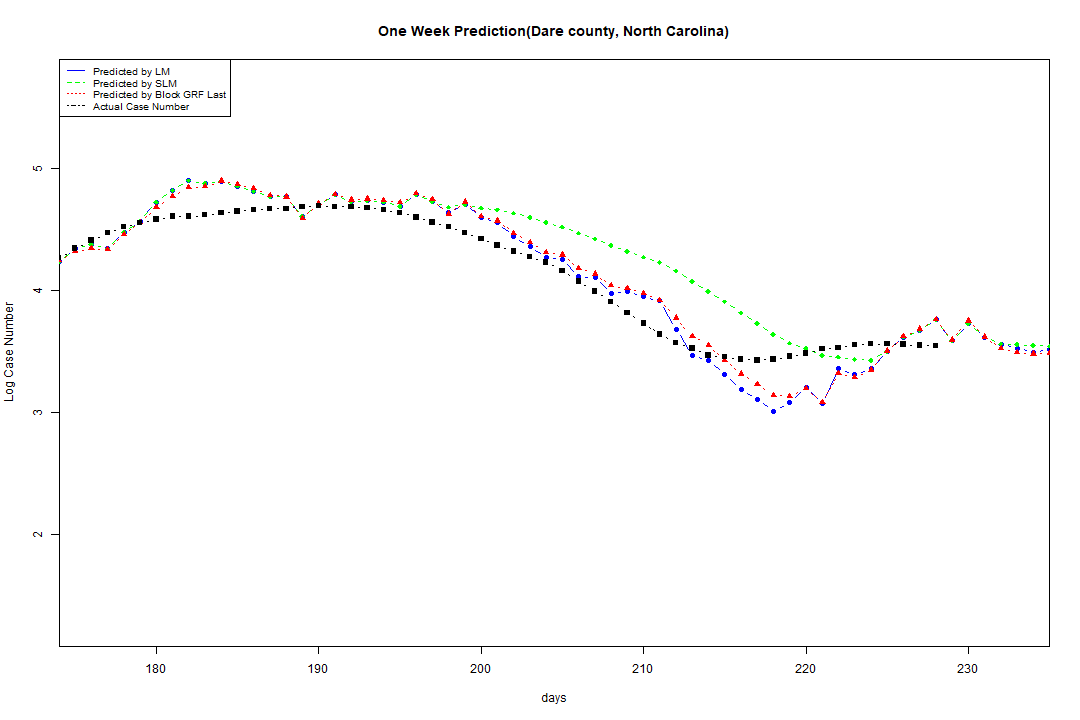 One Week Prediction(Dare county, North Carolina)
Predicted by LM
Predicted by SLM
Predicted by Block GRF Last
Actual Case Number
5
4
3
2
Log Case Number
180 190 200 210 220 230
days